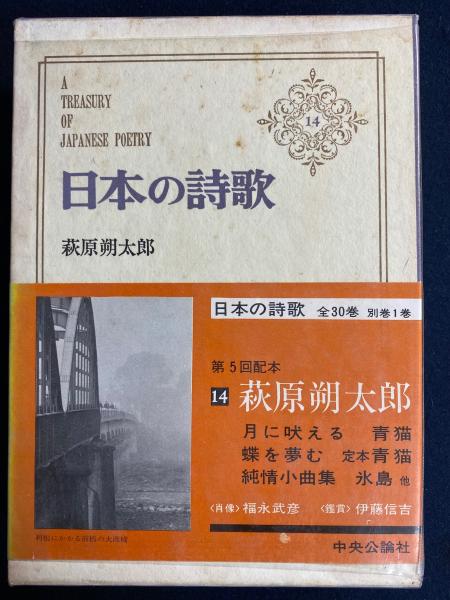 A
TREASURY
OF
JAPANESE POETRY
14
日本の詩歌
萩原朔太郎
日本の詩歌 全30巻 別巻1巻
第5回配本
14 萩原朔太郎
月に吠える 青猫
蝶を夢む 定本青猫
純情小曲集 氷島 他
〈肖像〉福永武彦 〈鑑賞〉伊藤信吉
利根にかかる前橋の大渡橋
中央公論社